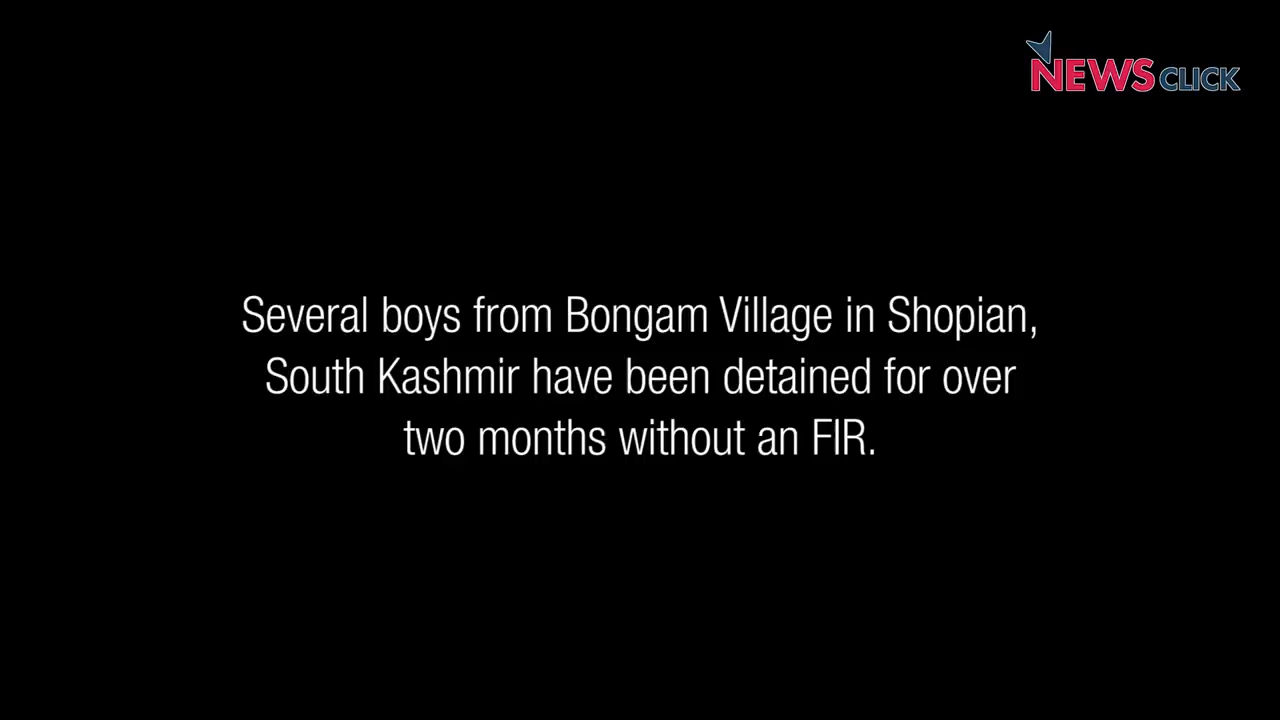 NEWSCLICK
Several boys from Bongam Village in Shopian,
South Kashmir have been detained for over
two months without an FIR.